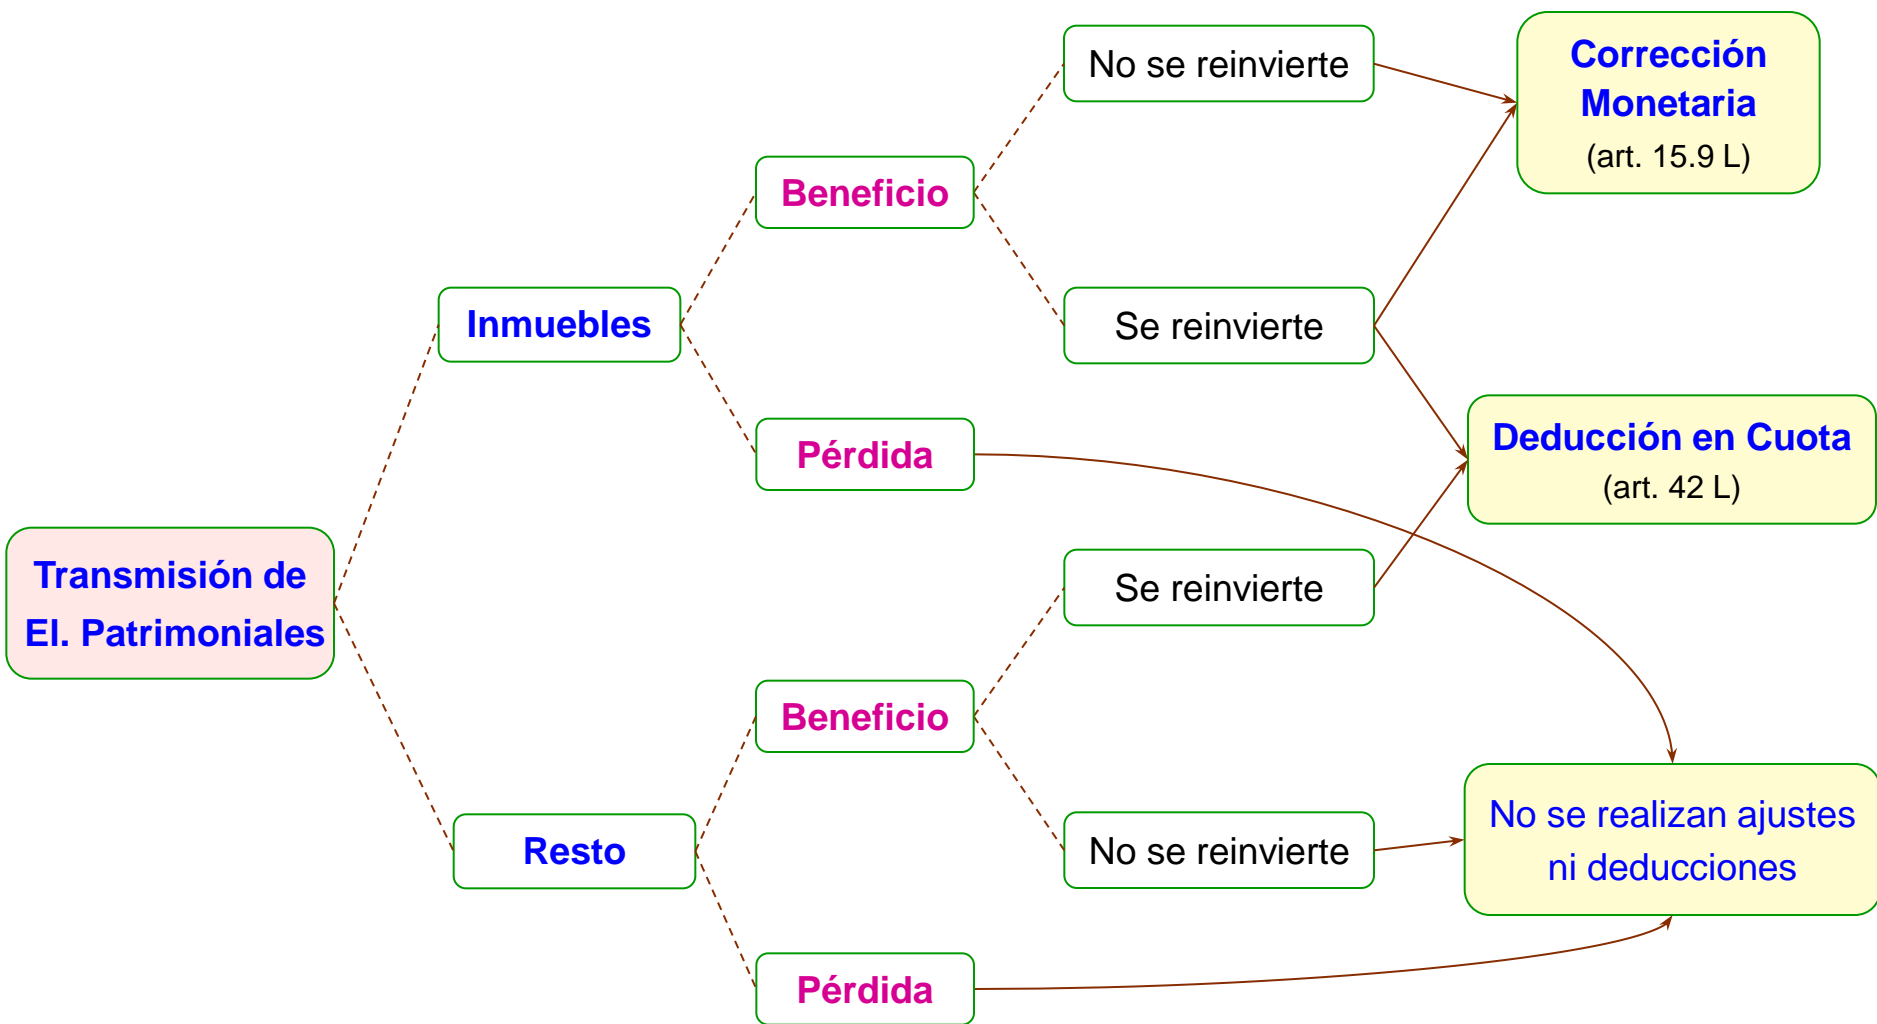 No se reinvierte
Corrección
Monetaria
(art. 15.9 L)
Beneficio
Inmuebles
Se reinvierte
Pérdida
Deducción en Cuota
(art. 42 L)
Transmisión de
El. Patrimoniales
Se reinvierte
Beneficio
Resto
No se reinvierte
No se realizan ajustes
ni deducciones
Pérdida